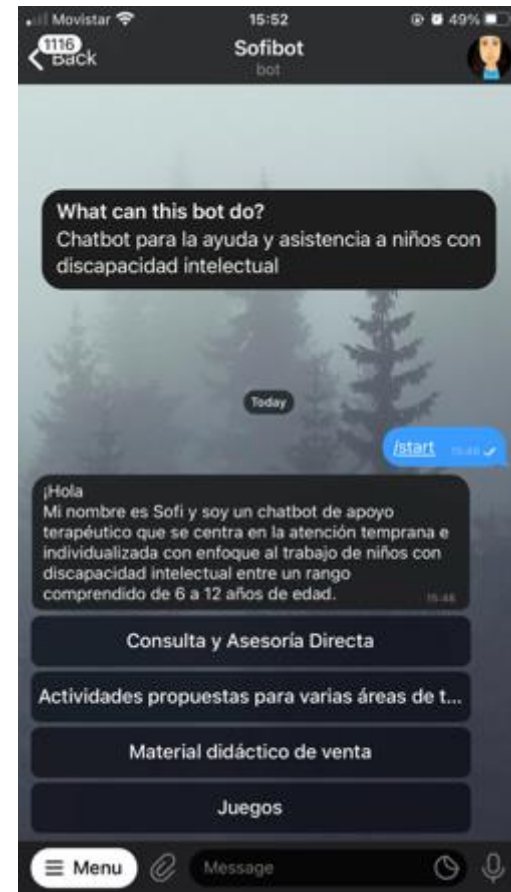 Movistar 15:52 49%
1116
Back
Sofibot
bot
What can this bot do?
Chatbot para la ayuda y asistencia a niños con
discapacidad intelectual
Today
/start 15:48
¡Hola
Mi nombre es Sofi y soy un chatbot de apoyo
terapéutico que se centra en la atención temprana e
individualizada con enfoque al trabajo de niños con
discapacidad intelectual entre un rango
comprendido de 6 a 12 años de edad. 15:48
Consulta y Asesoría Directa
Actividades propuestas para varias áreas de t...
Material didáctico de venta
Juegos
Menu
Message